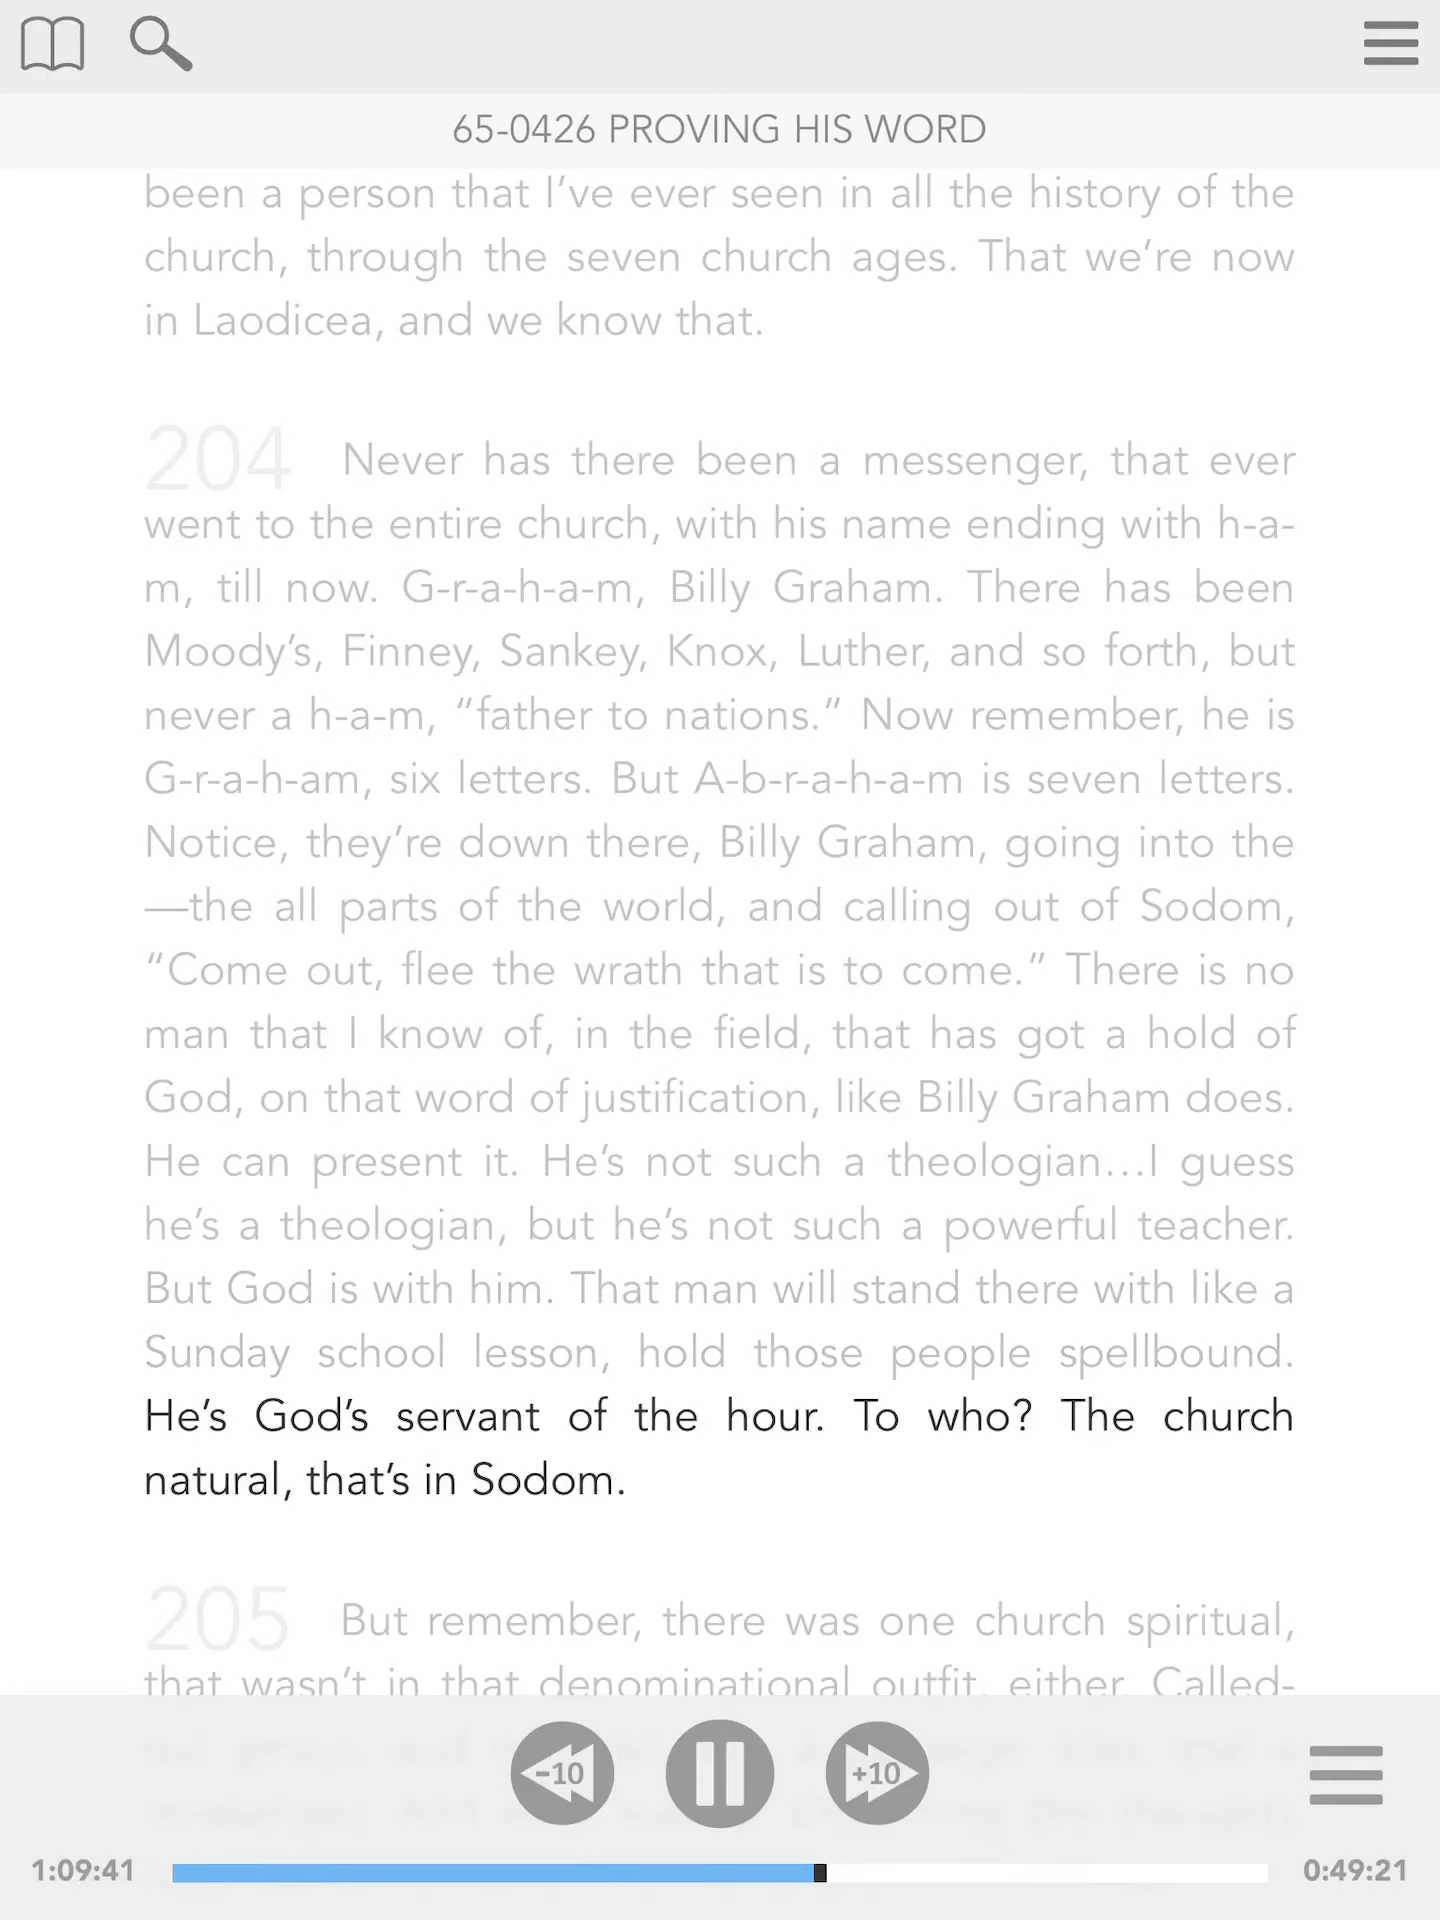 65-0426 PROVING HIS WORD
been a person that I’ve ever seen in all the history of the
church, through the seven church ages. That we’re now
in Laodicea, and we know that.
204 Never has there been a messenger, that ever
went to the entire church, with his name ending with h-a-
m, till now. G-r-a-h-a-m, Billy Graham. There has been
Moody’s, Finney, Sankey, Knox, Luther, and so forth, but
never a h-a-m, “father to nations.” Now remember, he is
G-r-a-h-am, six letters. But A-b-r-a-h-a-m is seven letters.
Notice, they’re down there, Billy Graham, going into the
—the all parts of the world, and calling out of Sodom,
“Come out, flee the wrath that is to come.” There is no
man that I know of, in the field, that has got a hold of
God, on that word of justification, like Billy Graham does.
He can present it. He’s not such a theologian…I guess
he’s a theologian, but he’s not such a powerful teacher.
But God is with him. That man will stand there with like a
Sunday school lesson, hold those people spellbound.
He’s God’s servant of the hour. To who? The church
natural, that’s in Sodom.
205 But remember, there was one church spiritual,
that wasn’t in that denominational outfit, either. Called-
-10 +10
1:09:41 0:49:21